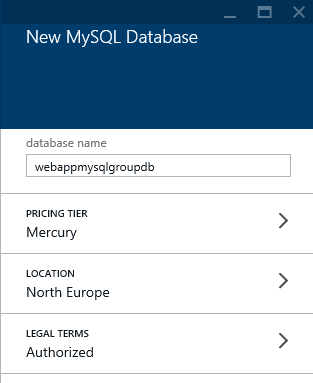 New MySQL Database
database name
webappmysqlgroupdb
PRICING TIER
Mercury
LOCATION
North Europe
LEGAL TERMS
Authorized